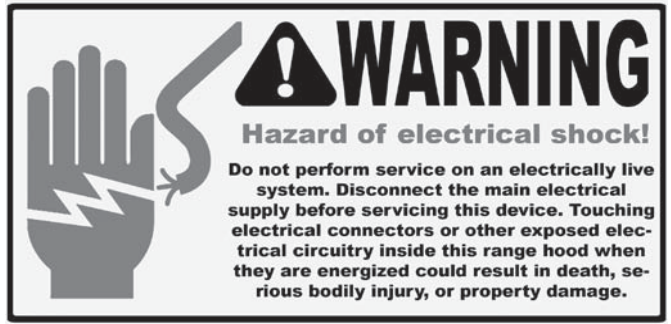 WARNING
Hazard of electrical shock!
Do not perform service on an electrically live
system. Disconnect the main electrical
supply before servicing this device. Touching
electrical connectors or other exposed elec-
trical circuitry inside this range hood when
they are energized could result in death, se-
rious bodily injury, or property damage.